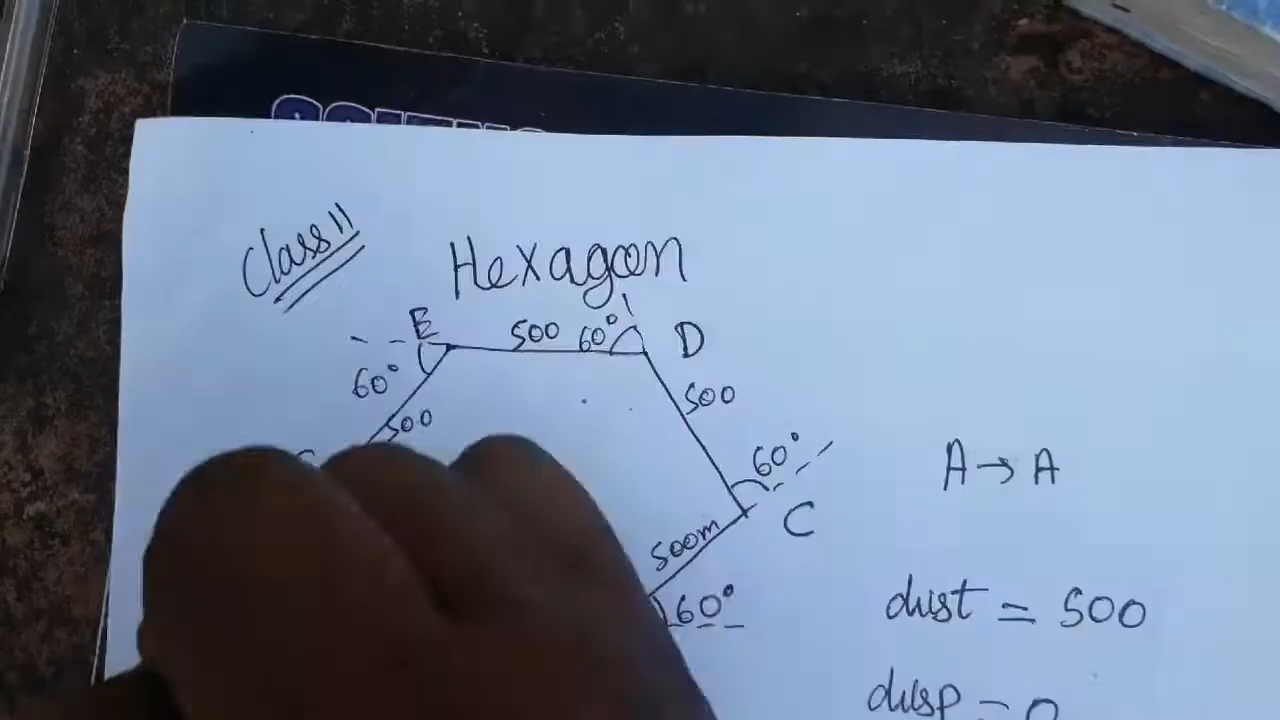 Class 11
Hexagon
E 500 60° D
60°
500
500
60°
C
500m
60°
A → A
dist = 500
disp = 0